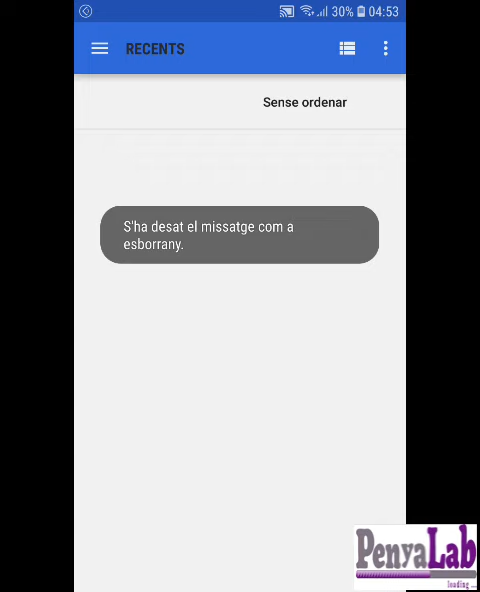 30% 04:53
RECENTS
Sense ordenar
S'ha desat el missatge com a
esborrany.
PenyaLab
loading ...